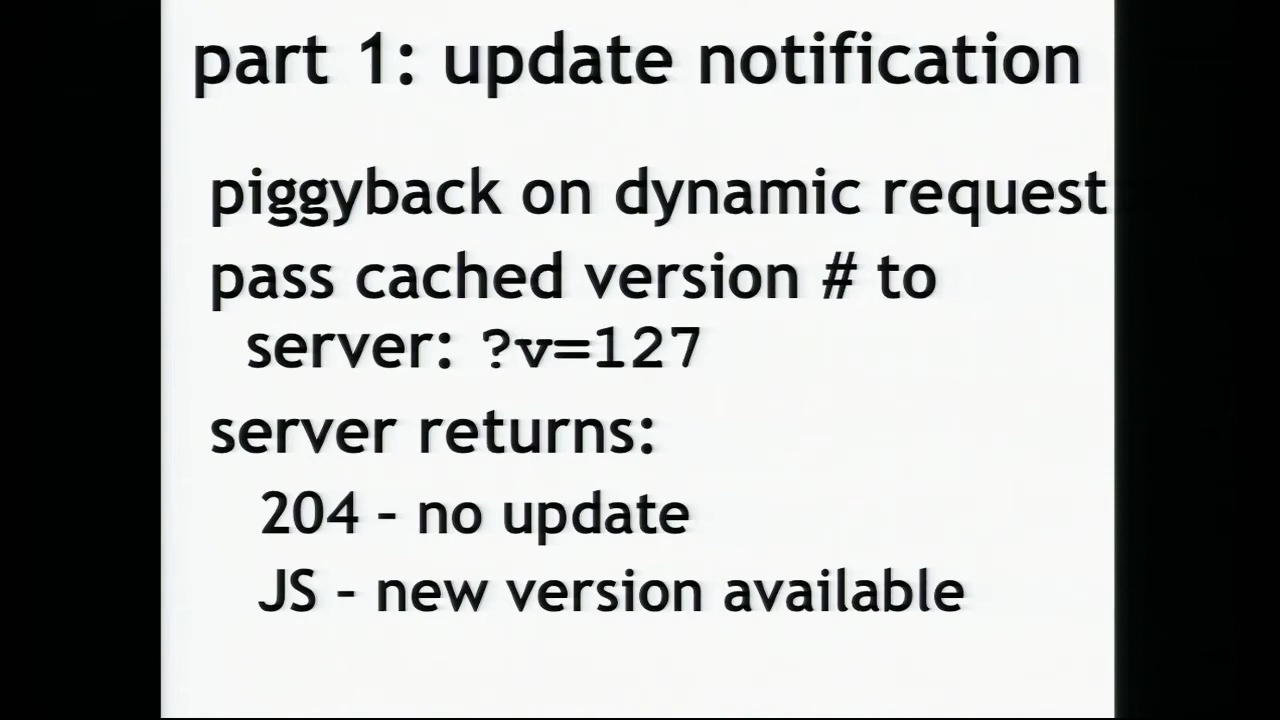 part 1: update notification
piggyback on dynamic request
pass cached version # to
server: ?v=127
server returns:
204 – no update
JS – new version available